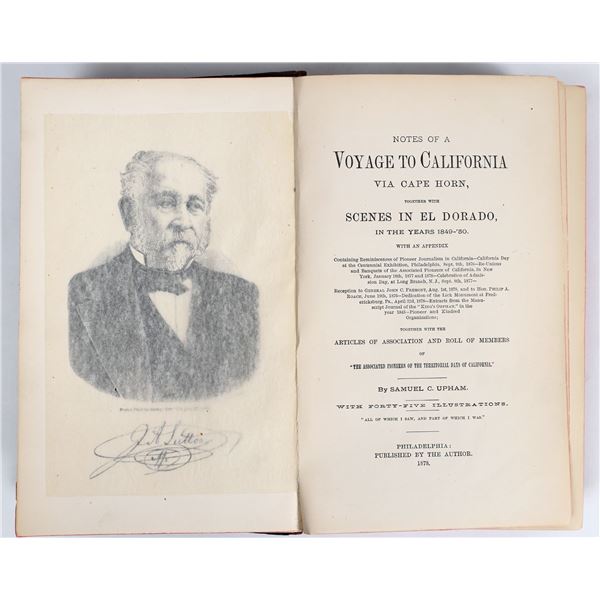 J. A. Sutter
NOTES OF A
VOYAGE TO CALIFORNIA
VIA CAPE HORN,
TOGETHER WITH
SCENES IN EL DORADO,
IN THE YEARS 1849-'50.
WITH AN APPENDIX
Containing Reminiscences of Pioneer Journalism in California—California Day
at the Centennial Exhibition, Philadelphia, Sept. 9th, 1876—Re-Unions
and Banquets of the Associated Pioneers of California, in New
York, January 18th, 1877 and 1878—Celebration of Admis-
sion Day, at Long Branch, N. J., Sept. 8th, 1877—
Reception to GENERAL JOHN C. FREMONT, Aug. 1st, 1878, and to HON. PHILIP A.
ROACH, June 19th, 1876—Dedication of the LICK MONUMENT at Fred-
ericksburg, Pa., April 22d, 1878—Extracts from the Manu-
script Journal of the "KING'S ORPHAN," in the
year 1843—Pioneer and Kindred
Organizations;
TOGETHER WITH THE
ARTICLES OF ASSOCIATION AND ROLL OF MEMBERS
OF
"THE ASSOCIATED PIONEERS OF THE TERRITORIAL DAYS OF CALIFORNIA."
BY SAMUEL C. UPHAM.
WITH FORTY-FIVE ILLUSTRATIONS.
"ALL OF WHICH I SAW, AND PART OF WHICH I WAS."
PHILADELPHIA:
PUBLISHED BY THE AUTHOR.
1878.